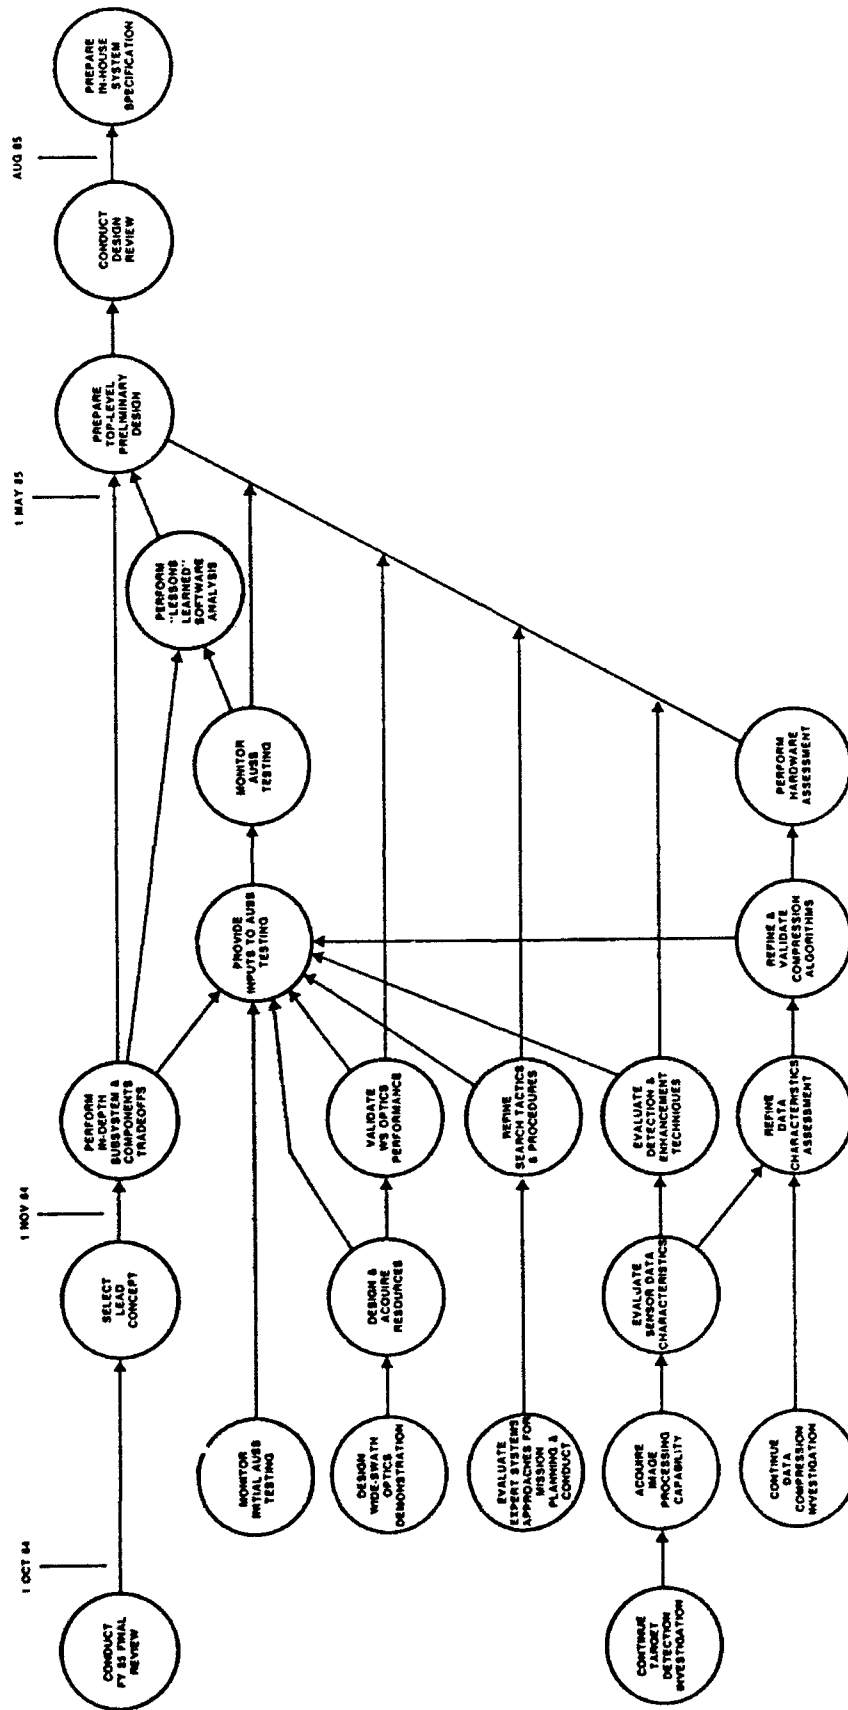 1 OCT 84
1 NOV 84
1 MAY 85
AUG 85
CONDUCT
FY 85 FINAL
REVIEW
SELECT
LEAD
CONCEPT
PERFORM
IN-DEPTH
SUBSYSTEM &
COMPONENTS
TRADEOFFS
PREPARE
TOP-LEVEL
PRELIMINARY
DESIGN
CONDUCT
DESIGN
REVIEW
PREPARE
IN-HOUSE
SYSTEM
SPECIFICATION
PERFORM
"LESSONS
LEARNED"
SOFTWARE
ANALYSIS
MONITOR
INITIAL AUSS
TESTING
PROVIDE
INPUTS TO AUSS
TESTING
MONITOR
AUSS
TESTING
DESIGN
WIDE-SWATH
OPTICS
DEMONSTRATION
DESIGN &
ACQUIRE
RESOURCES
VALIDATE
WS OPTICS
PERFORMANCE
EVALUATE
EXPERT SYSTEMS
APPROACHES FOR
MISSION
PLANNING &
CONDUCT
REFINE
SEARCH TACTICS
& PROCEDURES
CONTINUE
TARGET
DETECTION
INVESTIGATION
ACQUIRE
IMAGE
PROCESSING
CAPABILITY
EVALUATE
SENSOR DATA
CHARACTERISTICS
EVALUATE
DETECTION &
ENHANCEMENT
TECHNIQUES
CONTINUE
DATA
COMPRESSION
INVESTIGATION
REFINE
DATA
CHARACTERISTICS
ASSESSMENT
REFINE &
VALIDATE
COMPRESSION
ALGORITHMS
PERFORM
HARDWARE
ASSESSMENT